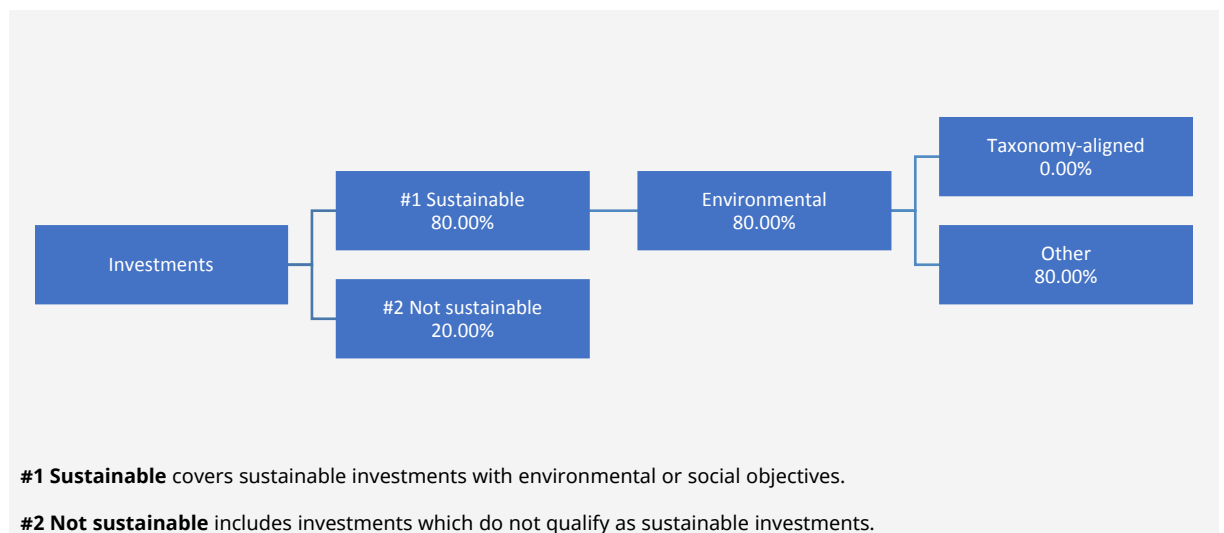 Taxonomy-aligned
0.00%
#1 Sustainable
80.00%
Environmental
80.00%
Investments
Other
80.00%
#2 Not sustainable
20.00%
#1 Sustainable covers sustainable investments with environmental or social objectives.
#2 Not sustainable includes investments which do not qualify as sustainable investments.